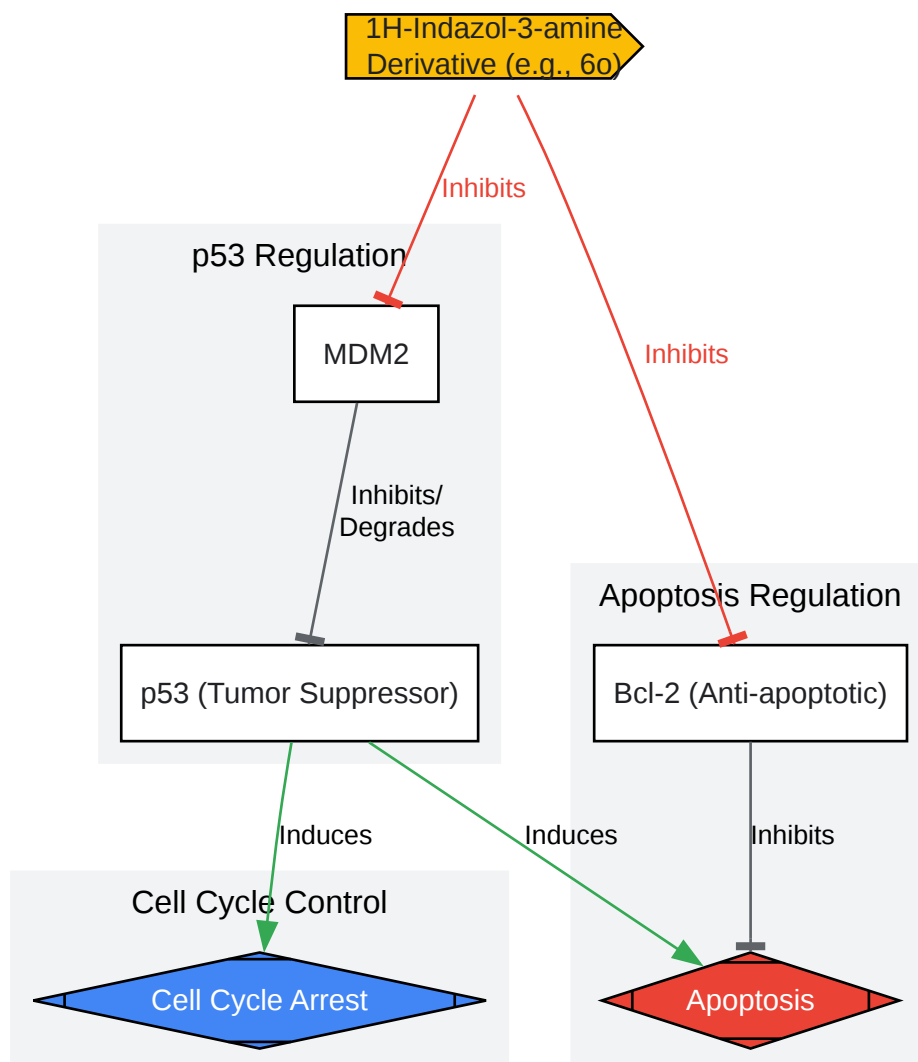 1H-Indazol-3-amine
Derivative (e.g., 6o)
Inhibits
p53 Regulation
MDM2
Inhibits
Inhibits/
Degrades
Apoptosis Regulation
p53 (Tumor Suppressor)
Bcl-2 (Anti-apoptotic)
Induces
Induces
Inhibits
Cell Cycle Control
Cell Cycle Arrest
Apoptosis